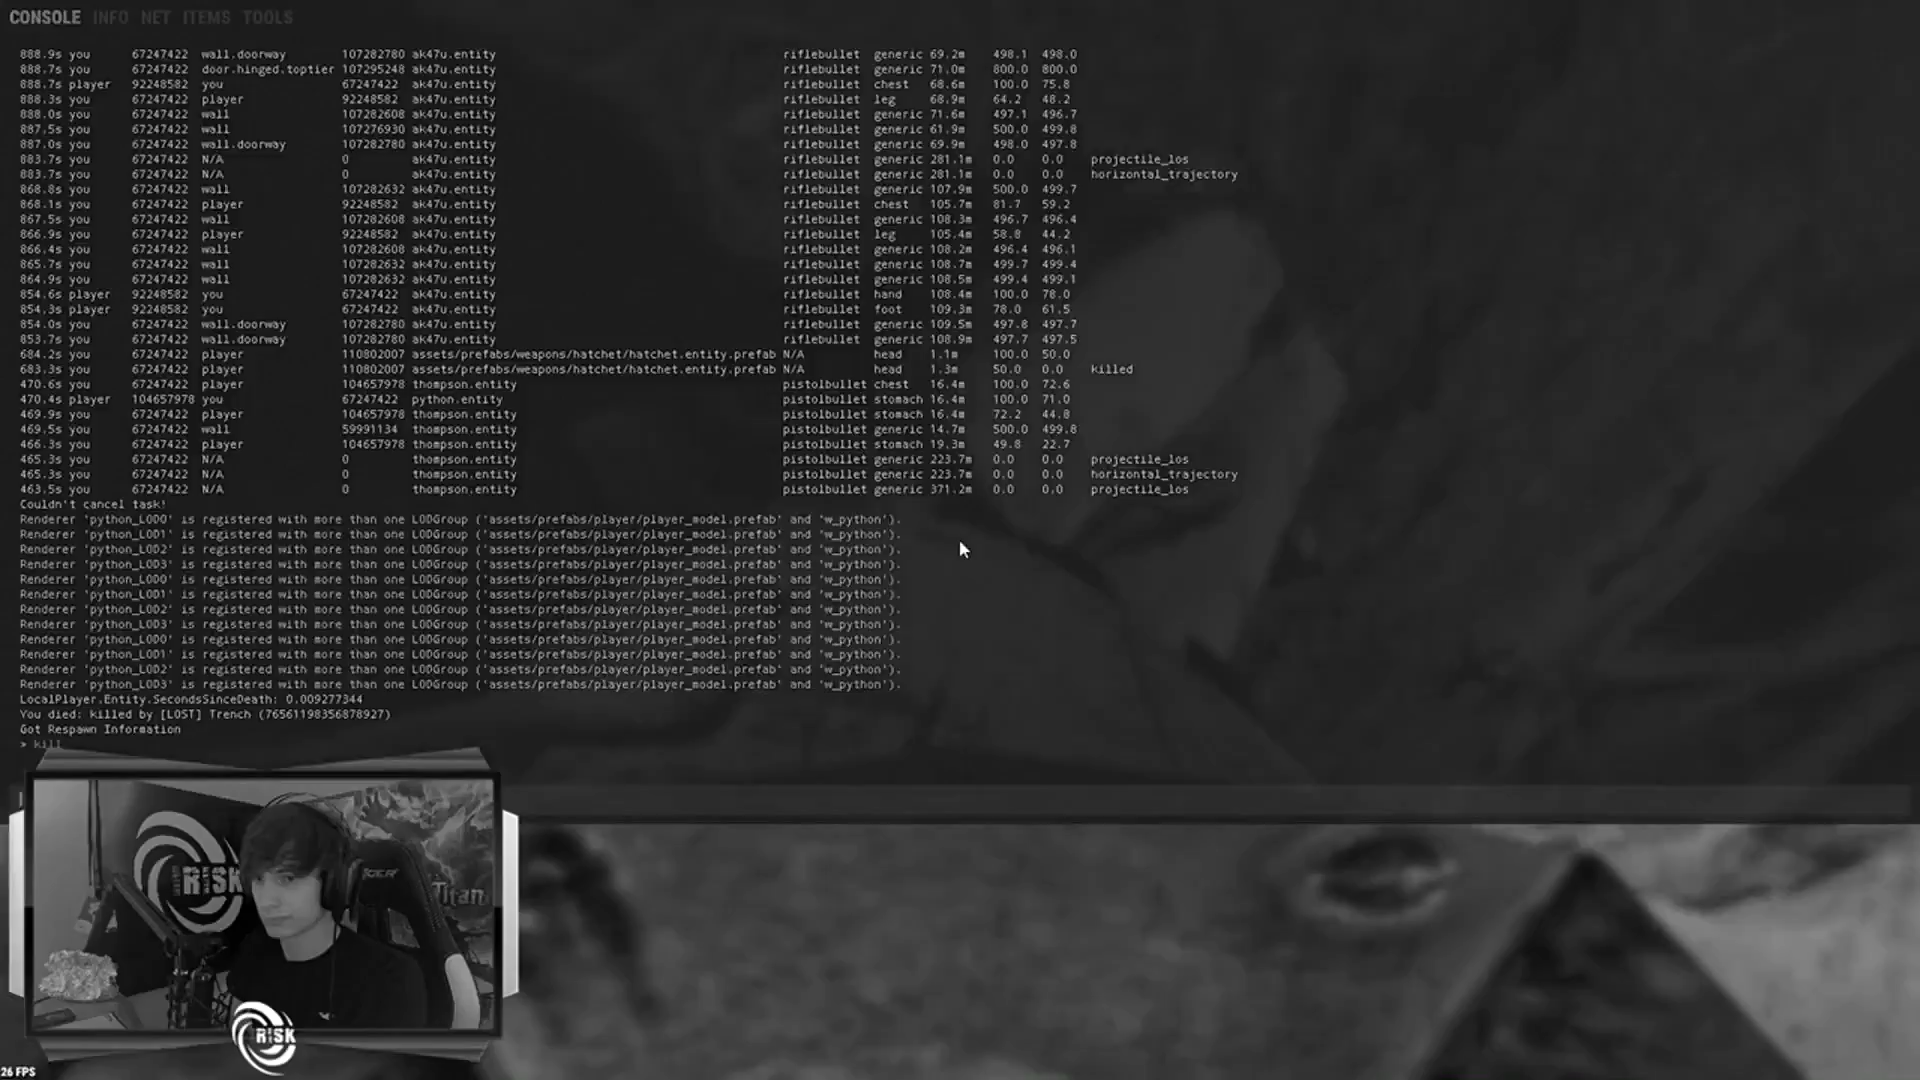 CONSOLE INFO NET ITEMS TOOLS
888.9s you 67247422 wall.doorway 107282780 ak47u.entity riflebullet generic 69.2m 498.1 498.0
888.7s you 67247422 door.hinged.toptier 107295248 ak47u.entity riflebullet generic 71.0m 800.0 800.0
888.7s player 92248582 you 67247422 ak47u.entity riflebullet chest 68.6m 100.0 75.8
888.3s you 67247422 player 92248582 ak47u.entity riflebullet leg 68.9m 64.2 48.2
888.0s you 67247422 wall 107282608 ak47u.entity riflebullet generic 71.6m 497.1 496.7
887.5s you 67247422 wall 107276930 ak47u.entity riflebullet generic 61.9m 500.0 499.8
887.0s you 67247422 wall.doorway 107282780 ak47u.entity riflebullet generic 69.9m 498.0 497.8
883.7s you 67247422 N/A 0 ak47u.entity riflebullet generic 281.1m 0.0 0.0 projectile_los
883.7s you 67247422 N/A 0 ak47u.entity riflebullet generic 281.1m 0.0 0.0 horizontal_trajectory
868.8s you 67247422 wall 107282632 ak47u.entity riflebullet generic 107.9m 500.0 499.7
868.1s you 67247422 player 92248582 ak47u.entity riflebullet chest 105.7m 81.7 59.2
867.5s you 67247422 wall 107282608 ak47u.entity riflebullet generic 108.3m 496.7 496.4
866.9s you 67247422 player 92248582 ak47u.entity riflebullet leg 105.4m 58.8 44.2
866.4s you 67247422 wall 107282608 ak47u.entity riflebullet generic 108.2m 496.4 496.1
865.7s you 67247422 wall 107282632 ak47u.entity riflebullet generic 108.7m 499.7 499.4
864.9s you 67247422 wall 107282632 ak47u.entity riflebullet generic 108.5m 499.4 499.1
854.6s player 92248582 you 67247422 ak47u.entity riflebullet hand 108.4m 100.0 78.0
854.3s player 92248582 you 67247422 ak47u.entity riflebullet foot 109.3m 78.0 61.5
854.0s you 67247422 wall.doorway 107282780 ak47u.entity riflebullet generic 109.5m 497.8 497.7
853.7s you 67247422 wall.doorway 107282780 ak47u.entity riflebullet generic 108.9m 497.7 497.5
684.2s you 67247422 player 110802007 assets/prefabs/weapons/hatchet/hatchet.entity.prefab N/A head 1.1m 100.0 50.0
683.3s you 67247422 player 110802007 assets/prefabs/weapons/hatchet/hatchet.entity.prefab N/A head 1.3m 50.0 0.0 killed
470.6s you 67247422 player 104657978 thompson.entity pistolbullet chest 16.4m 100.0 72.6
470.4s player 104657978 you 67247422 python.entity pistolbullet stomach 16.4m 100.0 71.0
469.9s you 67247422 player 104657978 thompson.entity pistolbullet stomach 16.4m 72.2 44.8
469.5s you 67247422 wall 59991134 thompson.entity pistolbullet generic 14.7m 500.0 499.8
466.3s you 67247422 player 104657978 thompson.entity pistolbullet stomach 19.3m 49.8 22.7
465.3s you 67247422 N/A 0 thompson.entity pistolbullet generic 223.7m 0.0 0.0 projectile_los
465.3s you 67247422 N/A 0 thompson.entity pistolbullet generic 223.7m 0.0 0.0 horizontal_trajectory
463.5s you 67247422 N/A 0 thompson.entity pistolbullet generic 371.2m 0.0 0.0 projectile_los
Couldn't cancel task!
Renderer 'python_LOD0' is registered with more than one LODGroup ('assets/prefabs/player/player_model.prefab' and 'w_python').
Renderer 'python_LOD1' is registered with more than one LODGroup ('assets/prefabs/player/player_model.prefab' and 'w_python').
Renderer 'python_LOD2' is registered with more than one LODGroup ('assets/prefabs/player/player_model.prefab' and 'w_python').
Renderer 'python_LOD3' is registered with more than one LODGroup ('assets/prefabs/player/player_model.prefab' and 'w_python').
Renderer 'python_LOD0' is registered with more than one LODGroup ('assets/prefabs/player/player_model.prefab' and 'w_python').
Renderer 'python_LOD1' is registered with more than one LODGroup ('assets/prefabs/player/player_model.prefab' and 'w_python').
Renderer 'python_LOD2' is registered with more than one LODGroup ('assets/prefabs/player/player_model.prefab' and 'w_python').
Renderer 'python_LOD3' is registered with more than one LODGroup ('assets/prefabs/player/player_model.prefab' and 'w_python').
Renderer 'python_LOD0' is registered with more than one LODGroup ('assets/prefabs/player/player_model.prefab' and 'w_python').
Renderer 'python_LOD1' is registered with more than one LODGroup ('assets/prefabs/player/player_model.prefab' and 'w_python').
Renderer 'python_LOD2' is registered with more than one LODGroup ('assets/prefabs/player/player_model.prefab' and 'w_python').
Renderer 'python_LOD3' is registered with more than one LODGroup ('assets/prefabs/player/player_model.prefab' and 'w_python').
LocalPlayer.Entity.SecondsSinceDeath: 0.009277344
You died: killed by [LOST] Trench (76561198356878927)
Got Respawn Information
> kill
RISK
Titan
RISK
26 FPS